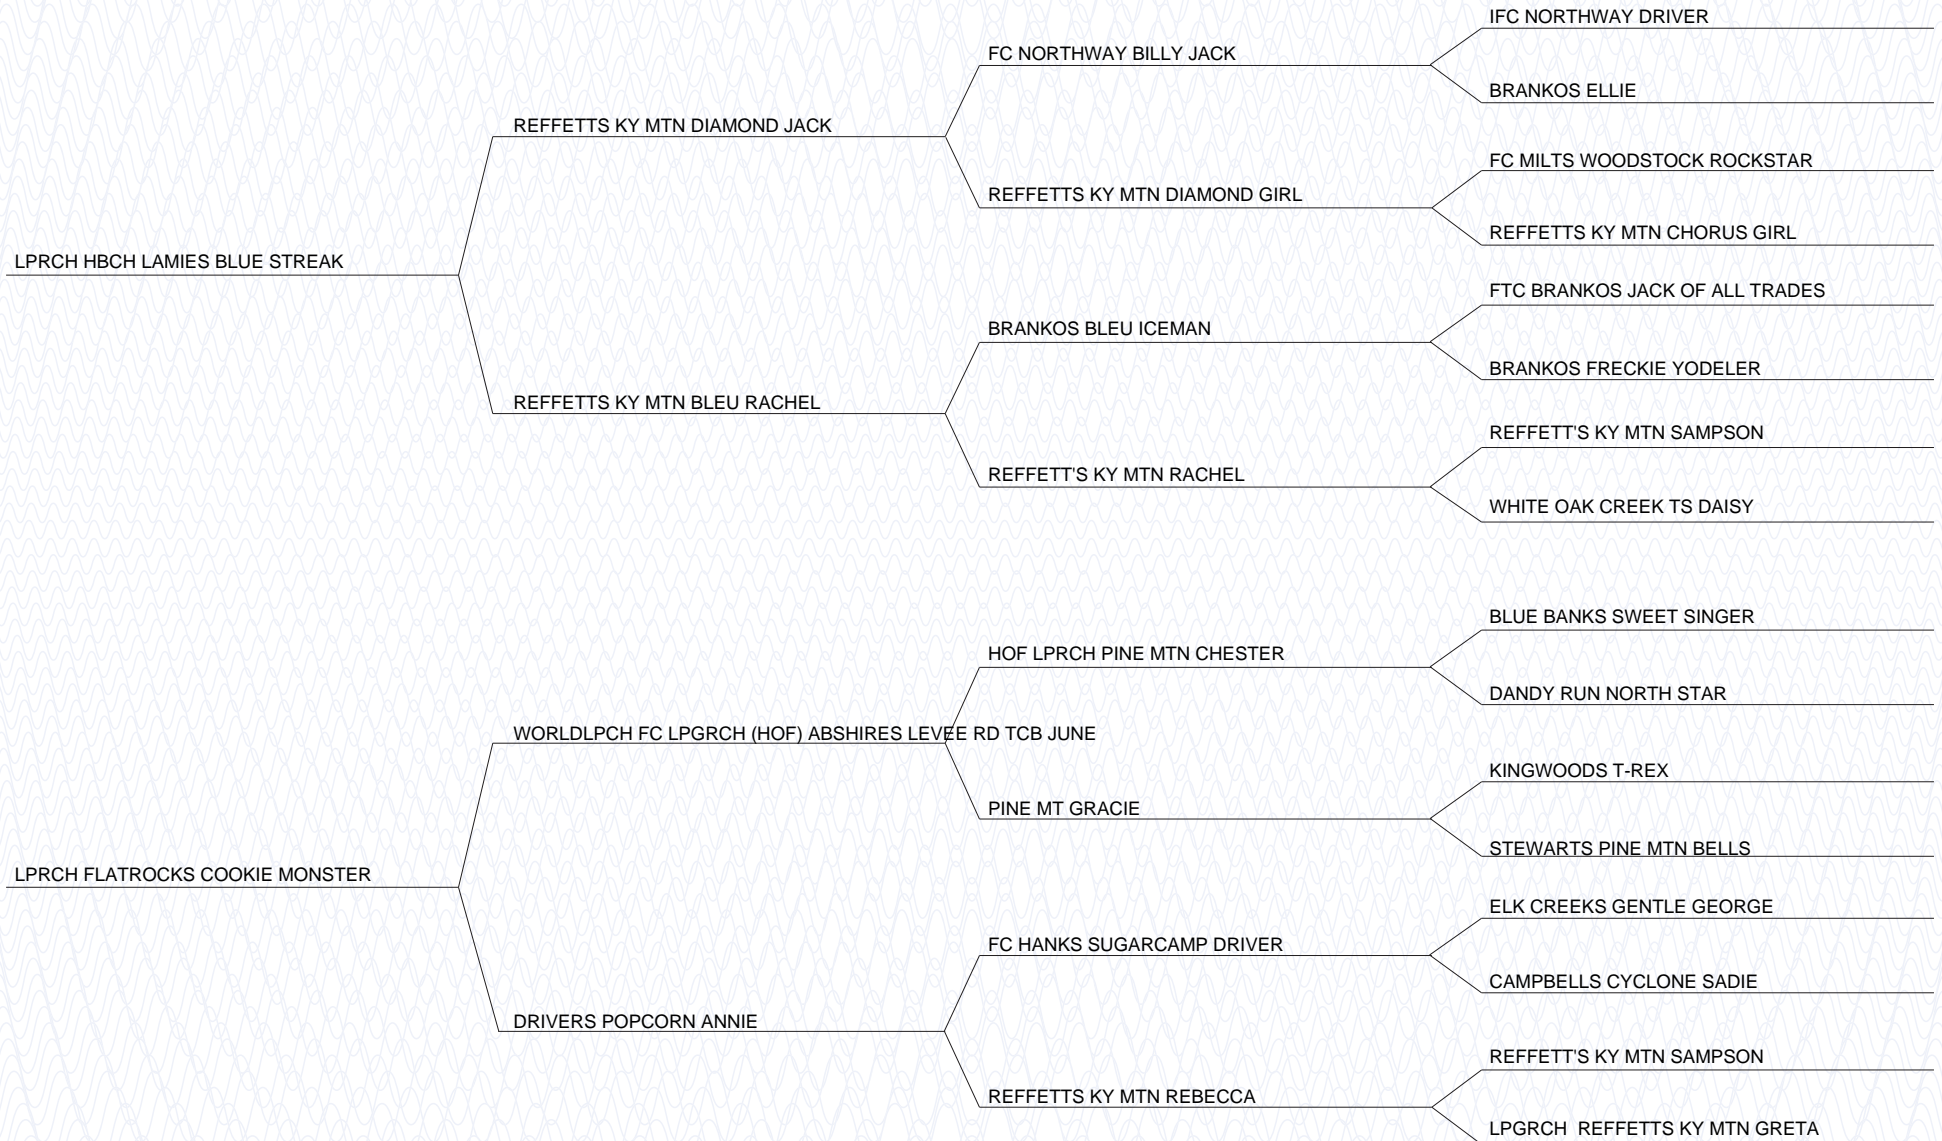 IFC NORTHWAY DRIVER
FC NORTHWAY BILLY JACK
BRANKOS ELLIE
REFFETTS KY MTN DIAMOND JACK
FC MILTS WOODSTOCK ROCKSTAR
REFFETTS KY MTN DIAMOND GIRL
REFFETTS KY MTN CHORUS GIRL
LPRCH HBCH LAMIES BLUE STREAK
FTC BRANKOS JACK OF ALL TRADES
BRANKOS BLEU ICEMAN
BRANKOS FRECKIE YODELER
REFFETTS KY MTN BLEU RACHEL
REFFETT'S KY MTN SAMPSON
REFFETT'S KY MTN RACHEL
WHITE OAK CREEK TS DAISY
BLUE BANKS SWEET SINGER
HOF LPRCH PINE MTN CHESTER
DANDY RUN NORTH STAR
WORLDLPCH FC LPGRCH (HOF) ABSHIRES LEVEE RD TCB JUNE
KINGWOODS T-REX
PINE MT GRACIE
STEWARTS PINE MTN BELLS
LPRCH FLATROCKS COOKIE MONSTER
ELK CREEKS GENTLE GEORGE
FC HANKS SUGARCAMP DRIVER
CAMPBELLS CYCLONE SADIE
DRIVERS POPCORN ANNIE
REFFETT'S KY MTN SAMPSON
REFFETTS KY MTN REBECCA
LPGRCH  REFFETTS KY MTN GRETA